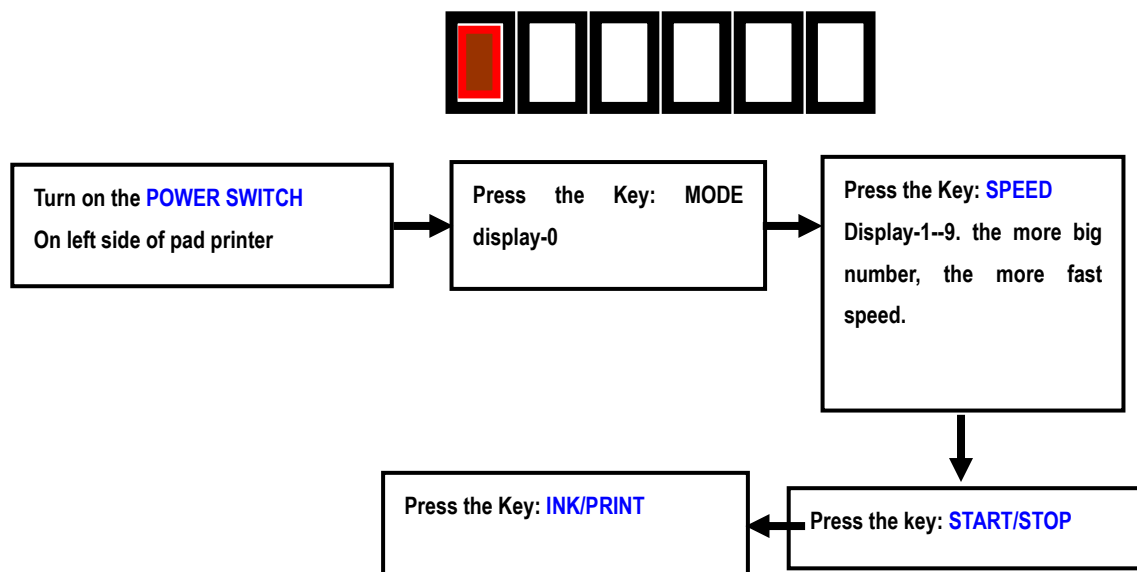 Turn on the POWER SWITCH
On left side of pad printer
Press the Key: MODE
display-0
Press the Key: SPEED
Display-1--9. the more big
number, the more fast
speed.
Press the key: START/STOP
Press the Key: INK/PRINT